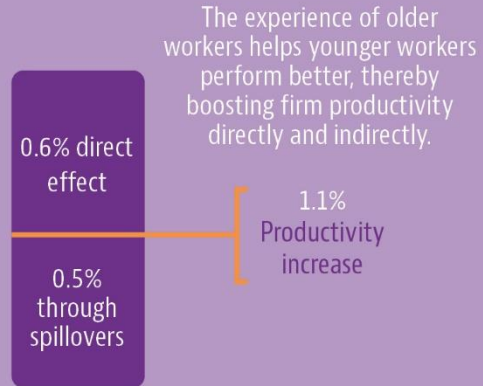 The experience of older
workers helps younger workers
perform better, thereby
boosting firm productivity
directly and indirectly.
0.6% direct
effect
1.1%
Productivity
increase
0.5%
through
spillovers